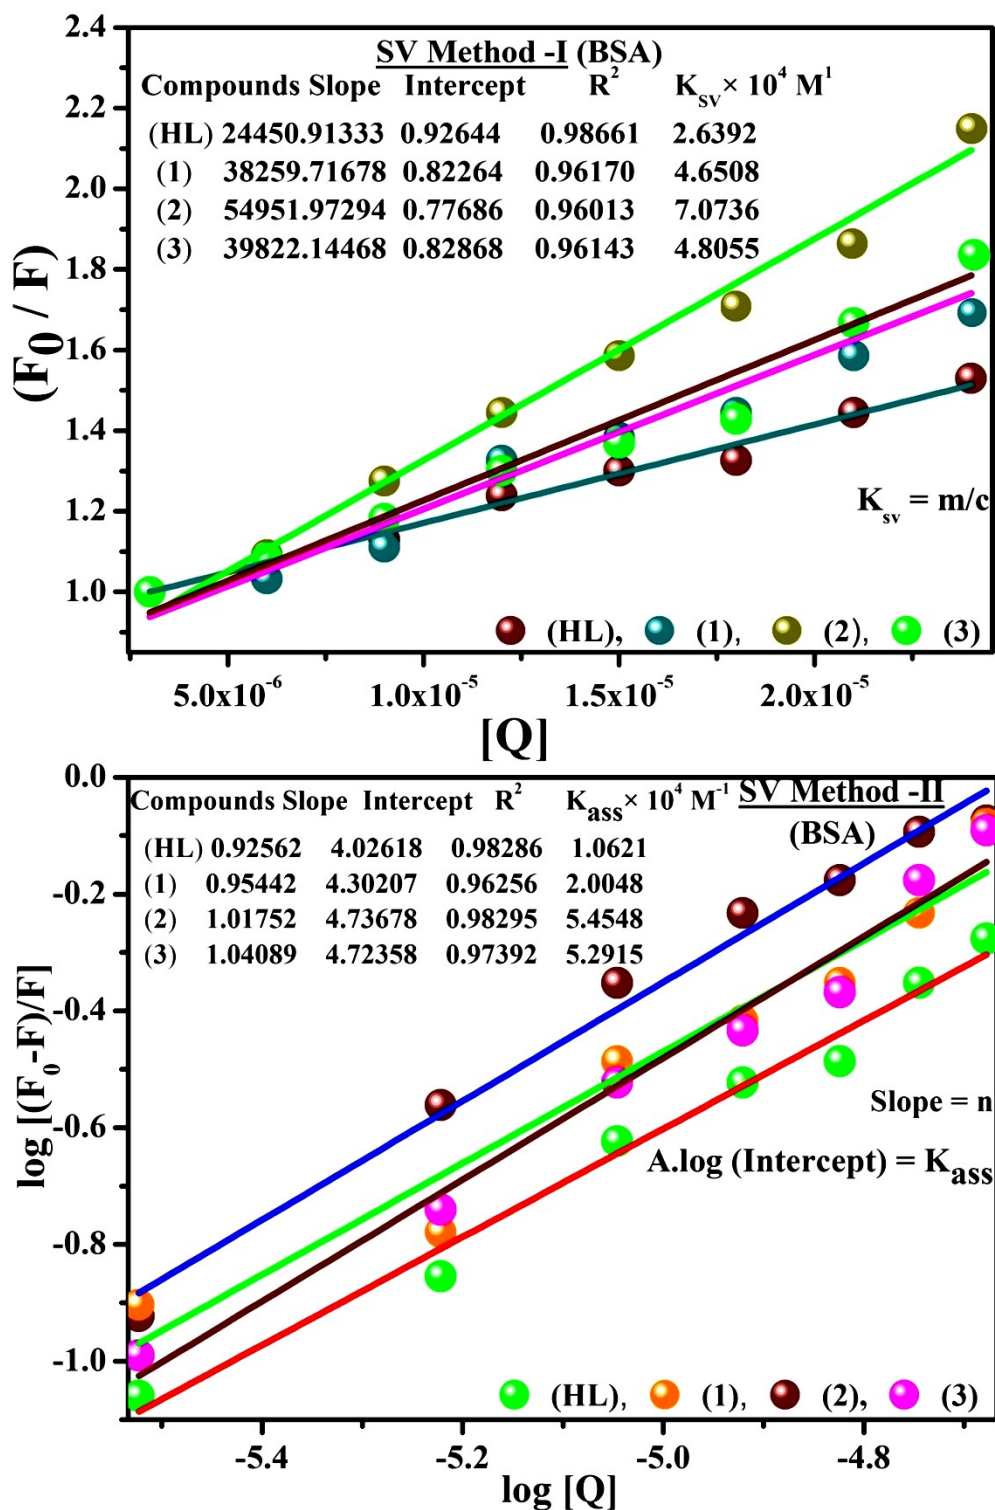 SV Method -I (BSA)
Compounds Slope Intercept R² K_sv × 10⁴ M¹
(HL) 24450.91333 0.92644 0.98661 2.6392
(1) 38259.71678 0.82264 0.96170 4.6508
(2) 54951.97294 0.77686 0.96013 7.0736
(3) 39822.14468 0.82868 0.96143 4.8055
2.4
2.2
2.0
1.8
1.6
1.4
1.2
1.0
(F₀ / F)
K_sv = m/c
(HL), (1), (2), (3)
5.0x10⁻⁶ 1.0x10⁻⁵ 1.5x10⁻⁵ 2.0x10⁻⁵
[Q]
SV Method -II
(BSA)
Compounds Slope Intercept R² K_ass × 10⁴ M⁻¹
(HL) 0.92562 4.02618 0.98286 1.0621
(1) 0.95442 4.30207 0.96256 2.0048
(2) 1.01752 4.73678 0.98295 5.4548
(3) 1.04089 4.72358 0.97392 5.2915
0.0
-0.2
-0.4
-0.6
-0.8
-1.0
log [(F₀-F)/F]
Slope = n
A.log (Intercept) = K_ass
(HL), (1), (2), (3)
-5.4 -5.2 -5.0 -4.8
log [Q]